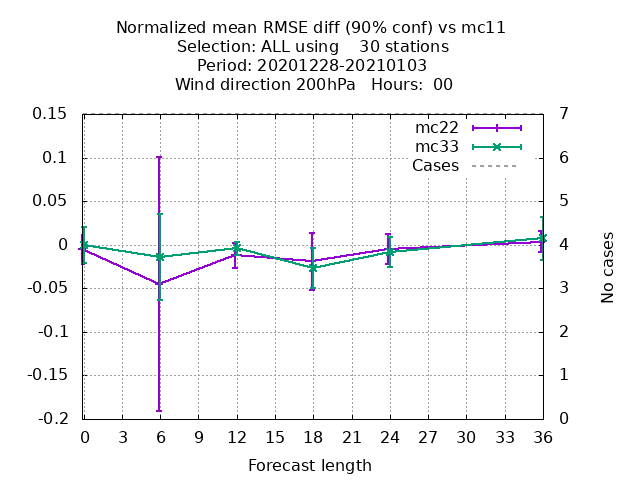 Normalized mean RMSE diff (90% conf) vs mc11
Selection: ALL using    30 stations
Period: 20201228-20210103
Wind direction 200hPa   Hours:  00
0.15
0.1
0.05
0
-0.05
-0.1
-0.15
-0.2
7
6
5
4
3
2
1
0
mc22
mc33
Cases
No cases
0 3 6 9 12 15 18 21 24 27 30 33 36
Forecast length